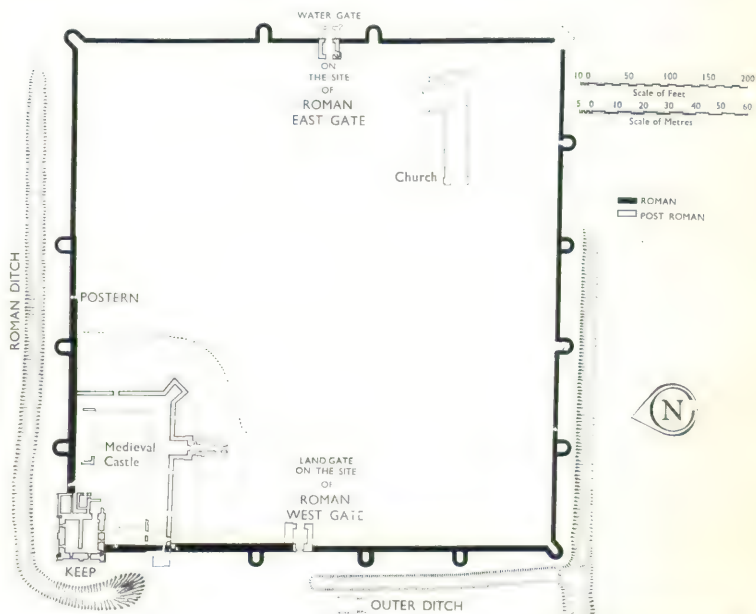 WATER GATE
ON
THE SITE
OF
ROMAN
EAST GATE
10 0 50 100 150 200
Scale of Feet
5 0 10 20 30 40 50 60
Scale of Metres
Church
ROMAN
POST ROMAN
ROMAN DITCH
POSTERN
N
Medieval
Castle
LANDGATE
ON THE SITE
OF
ROMAN
WEST GATE
KEEP
OUTER DITCH